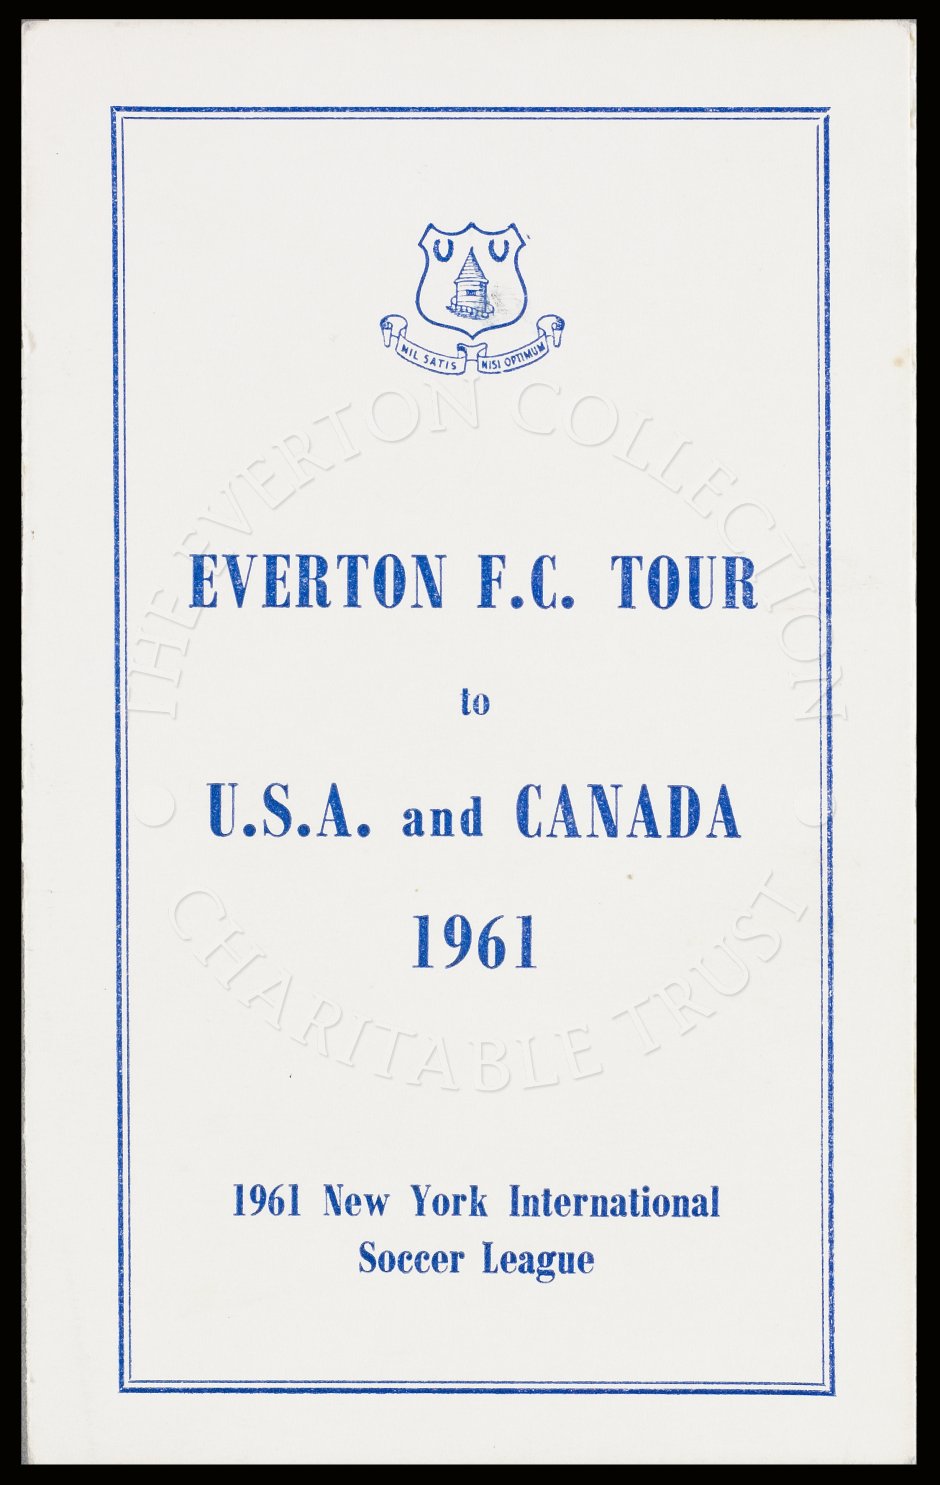 NIL SATIS NISI OPTIMUM
THE EVERTON COLLECTION
EVERTON F.C. TOUR
to
U.S.A. and CANADA
1961
CHARITABLE TRUST
1961 New York International
Soccer League